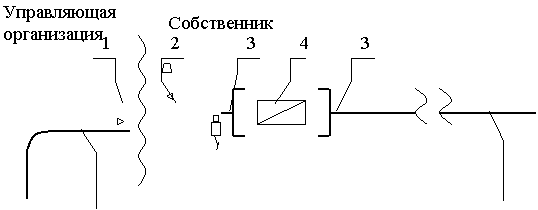 Управляющая
организация
Собственник
1 2 3 4 3